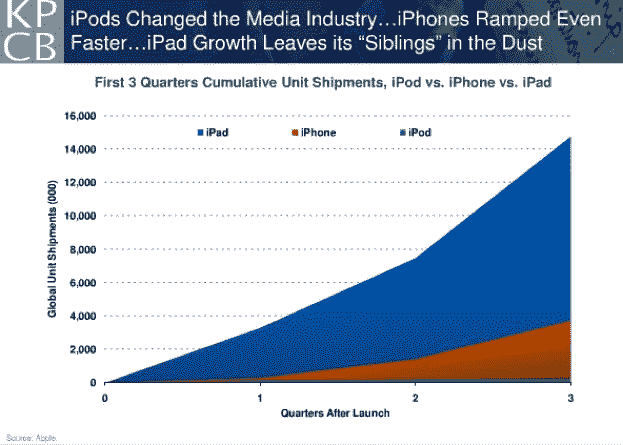 KP
CB
iPods Changed the Media Industry…iPhones Ramped Even
Faster…iPad Growth Leaves its “Siblings” in the Dust
First 3 Quarters Cumulative Unit Shipments, iPod vs. iPhone vs. iPad
Global Unit Shipments (000)
16,000
14,000
12,000
10,000
8,000
6,000
4,000
2,000
0
iPad iPhone iPod
0 1 2 3
Quarters After Launch
Source: Apple.